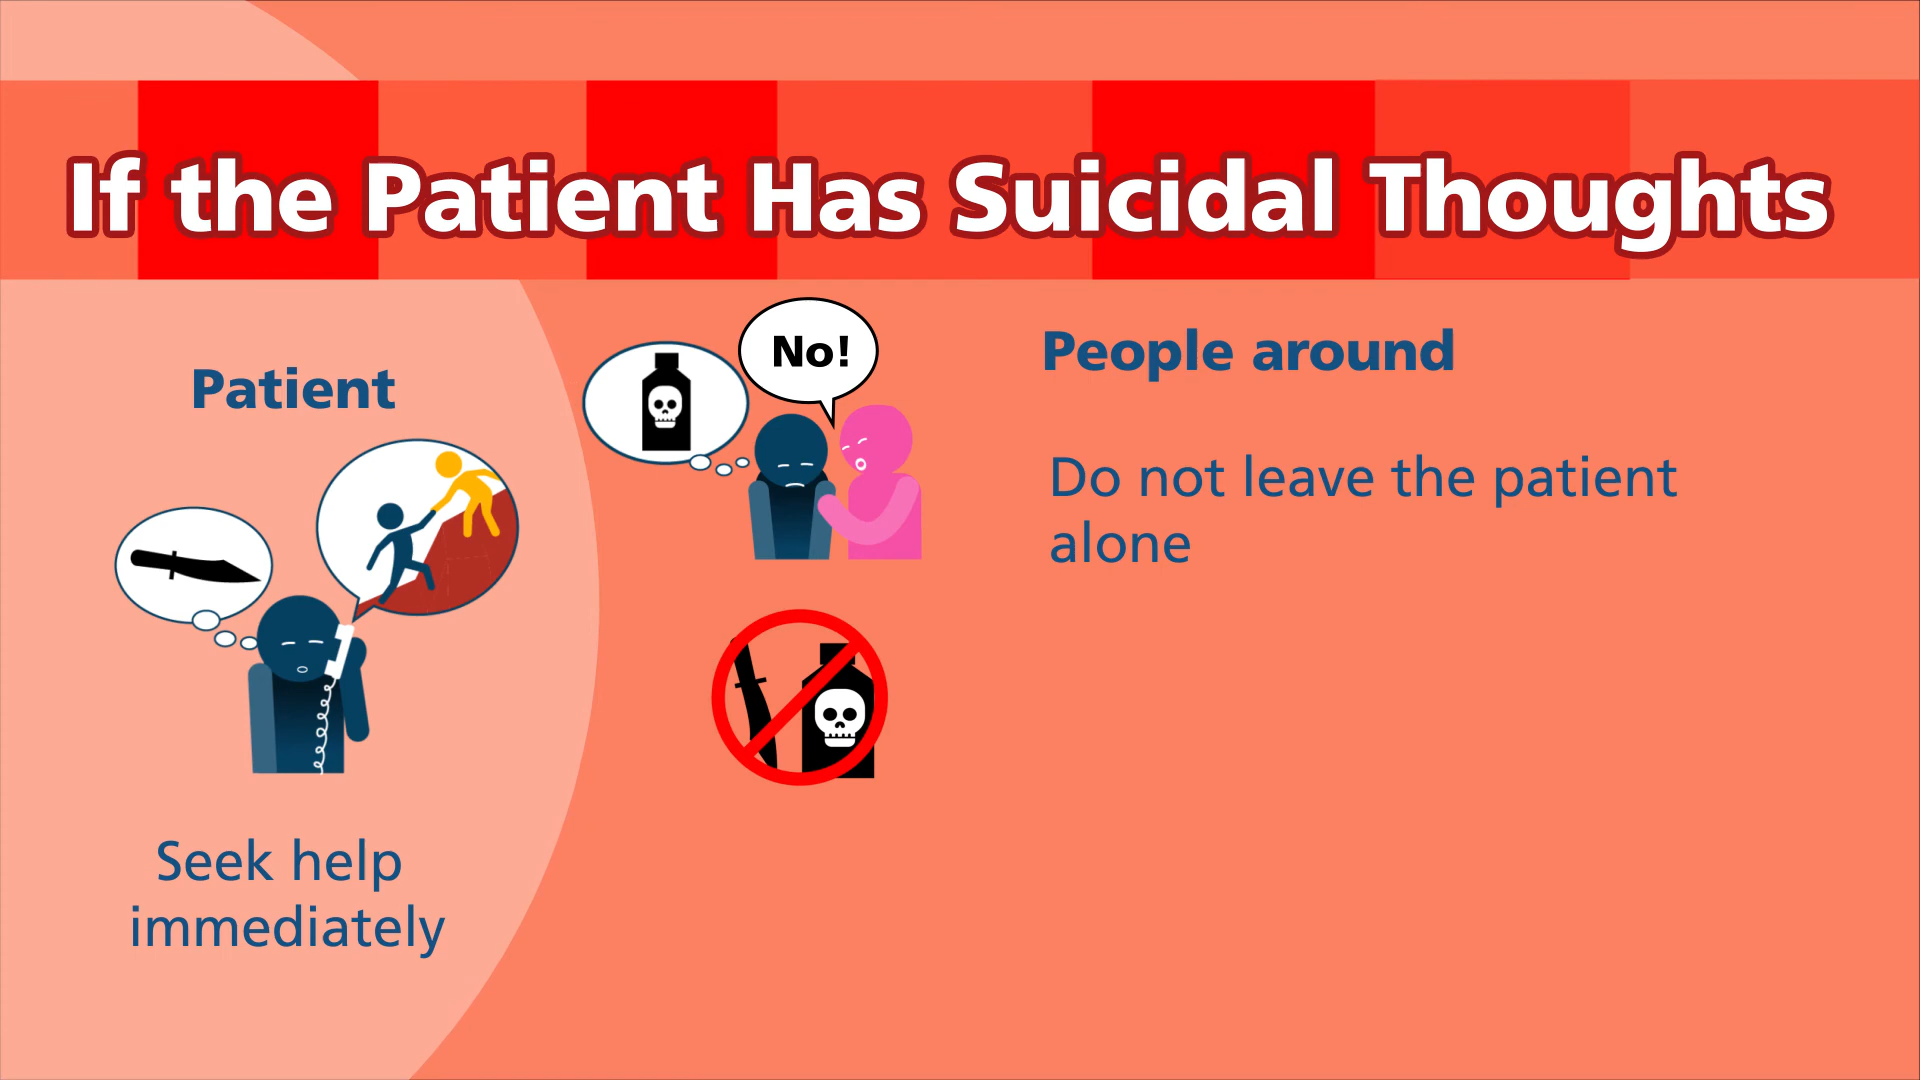 If the Patient Has Suicidal Thoughts
Patient
Seek help
immediately
No!
People around
Do not leave the patient
alone